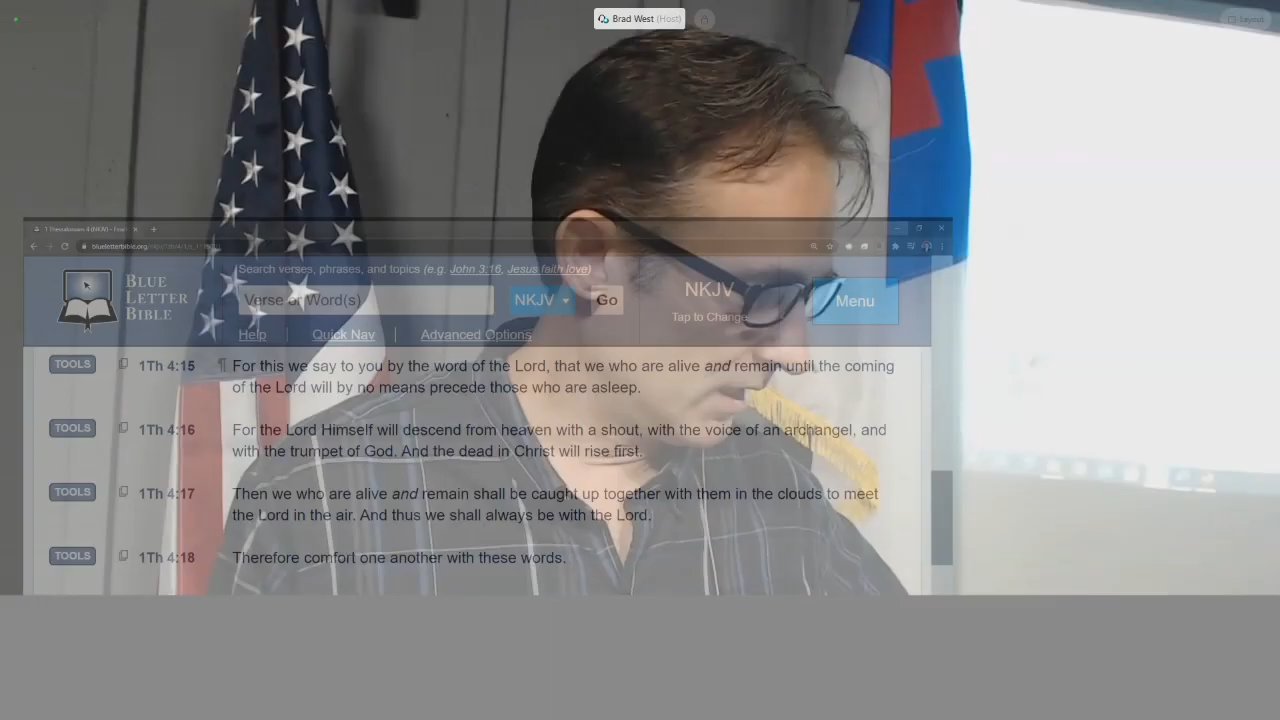 Brad West (Host)
Layout
blueletterbible.org
BLUE
LETTER
BIBLE
Search verses, phrases, and topics (e.g. John 3:16, Jesus faith love)
Verse or Word(s)
NKJV
Go
NKJV
Tap to Change
Menu
Help
Quick Nav
Advanced Options
TOOLS 1Th 4:15 ¶ For this we say to you by the word of the Lord, that we who are alive and remain until the coming
of the Lord will by no means precede those who are asleep.
TOOLS 1Th 4:16 For the Lord Himself will descend from heaven with a shout, with the voice of an archangel, and
with the trumpet of God. And the dead in Christ will rise first.
TOOLS 1Th 4:17 Then we who are alive and remain shall be caught up together with them in the clouds to meet
the Lord in the air. And thus we shall always be with the Lord.
TOOLS 1Th 4:18 Therefore comfort one another with these words.